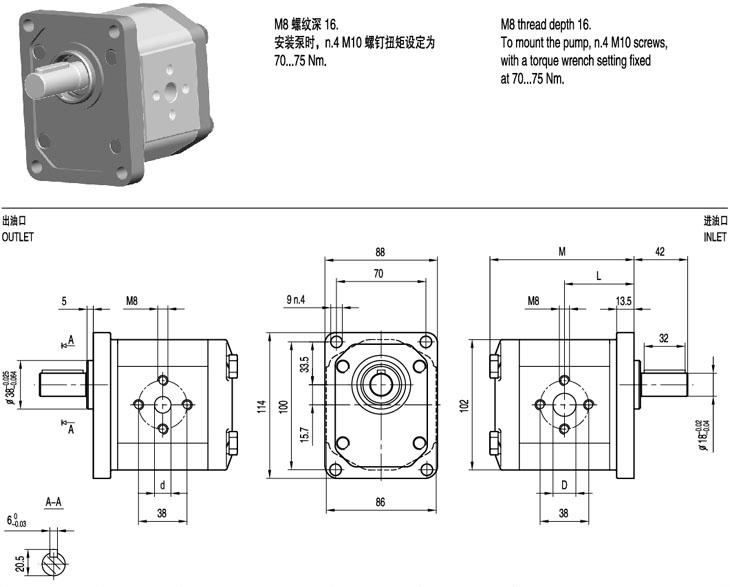 M8 螺纹深 16.
安装泵时，n.4 M10 螺钉扭矩设定为
70...75 Nm.
M8 thread depth 16.
To mount the pump, n.4 M10 screws,
with a torque wrench setting fixed
at 70...75 Nm.
出油口
OUTLET
进油口
INLET
5
M8
A
A
ø 38 -0.025 -0.064
d
38
A-A
6 0 -0.03
20.5
88
70
9 n.4
114
100
33.5
15.7
86
M
42
L
M8
13.5
32
102
ø 18 -0.02 -0.04
D
38